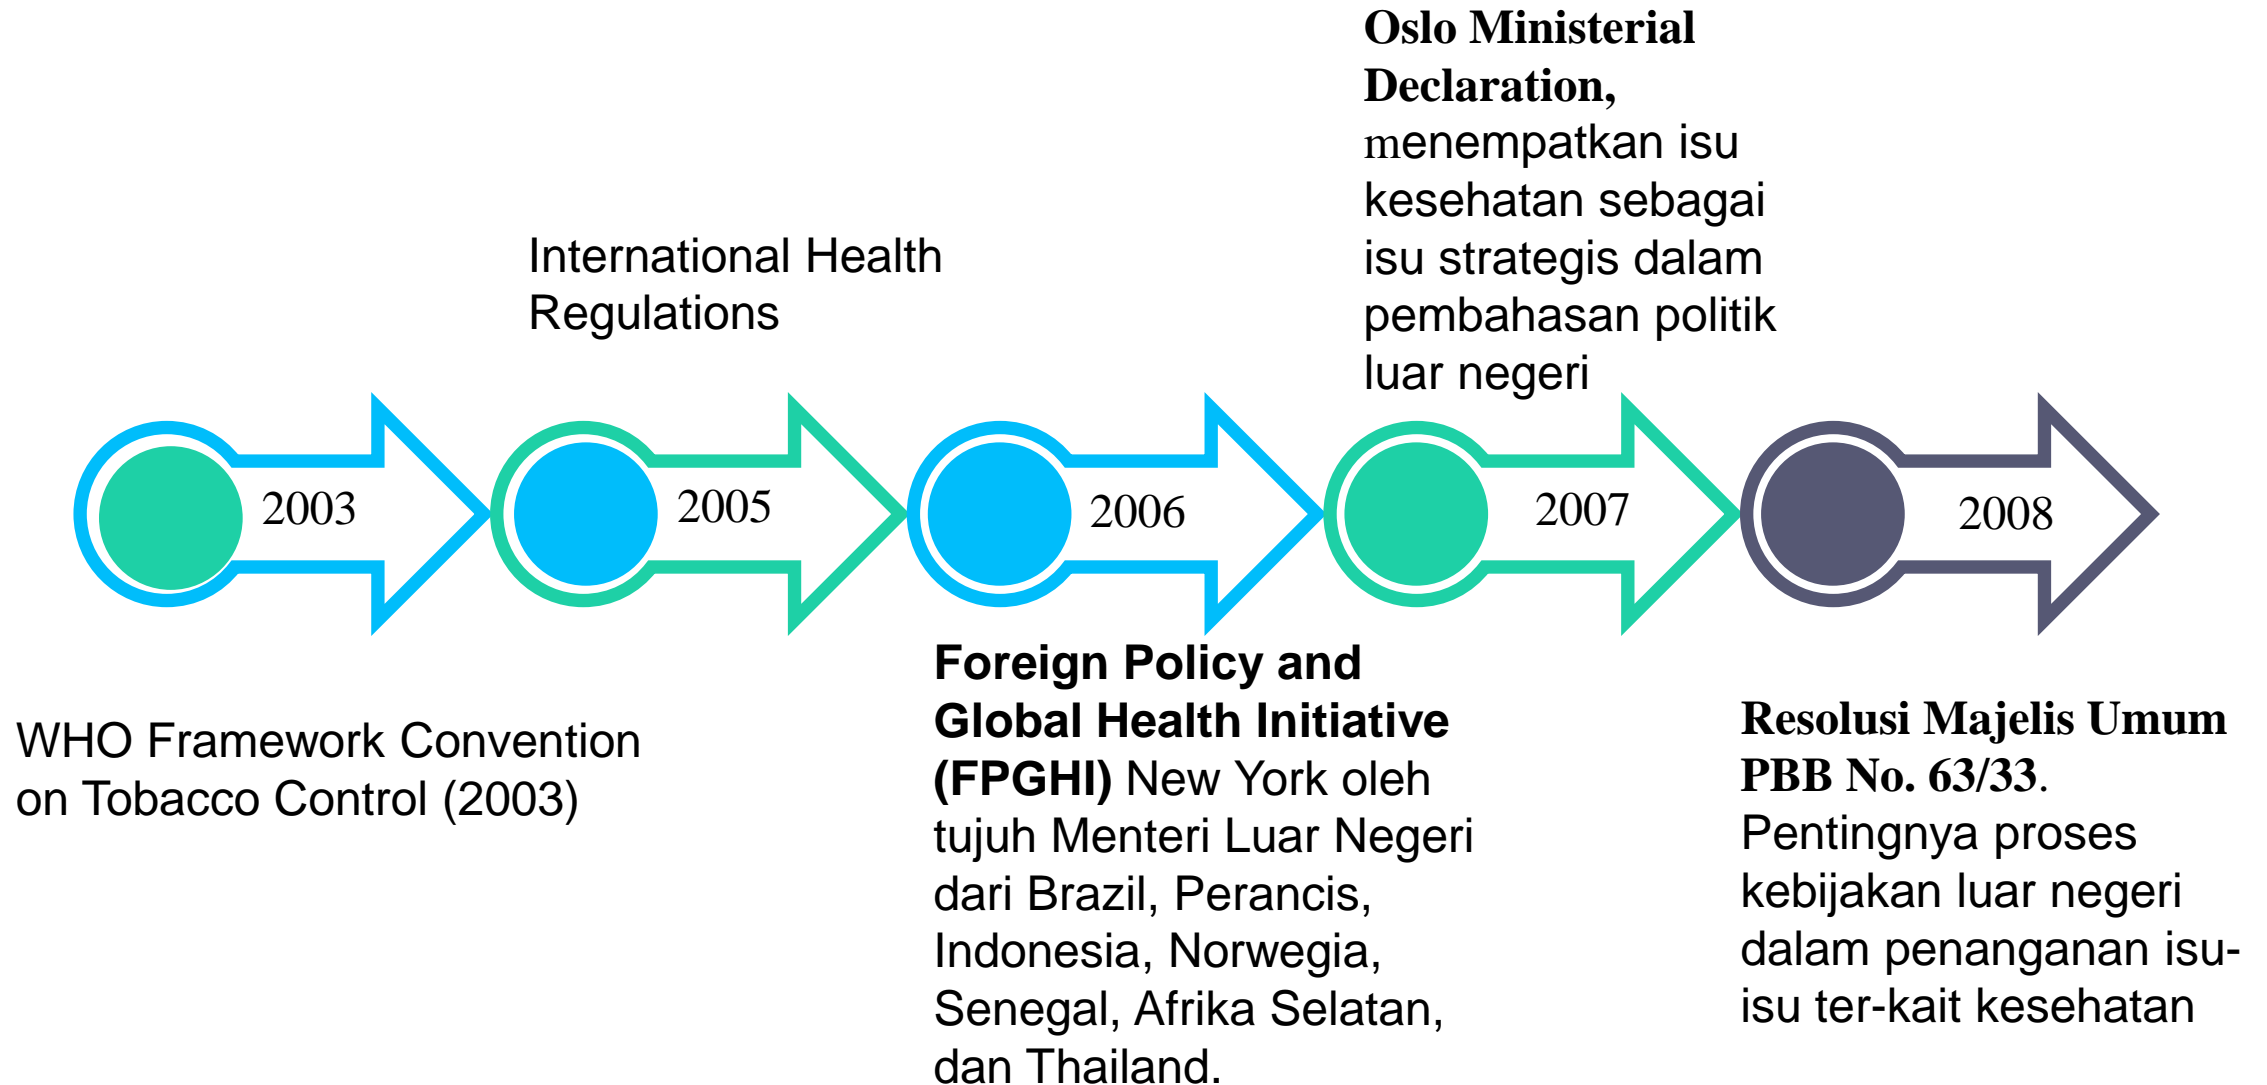 Oslo Ministerial
Declaration,
menempatkan isu
kesehatan sebagai
isu strategis dalam
pembahasan politik
luar negeri
International Health
Regulations
2003
2005
2006
2007
2008
WHO Framework Convention
on Tobacco Control (2003)
Foreign Policy and
Global Health Initiative
(FPGHI) New York oleh
tujuh Menteri Luar Negeri
dari Brazil, Perancis,
Indonesia, Norwegia,
Senegal, Afrika Selatan,
dan Thailand.
Resolusi Majelis Umum
PBB No. 63/33.
Pentingnya proses
kebijakan luar negeri
dalam penanganan isu-
isu ter-kait kesehatan